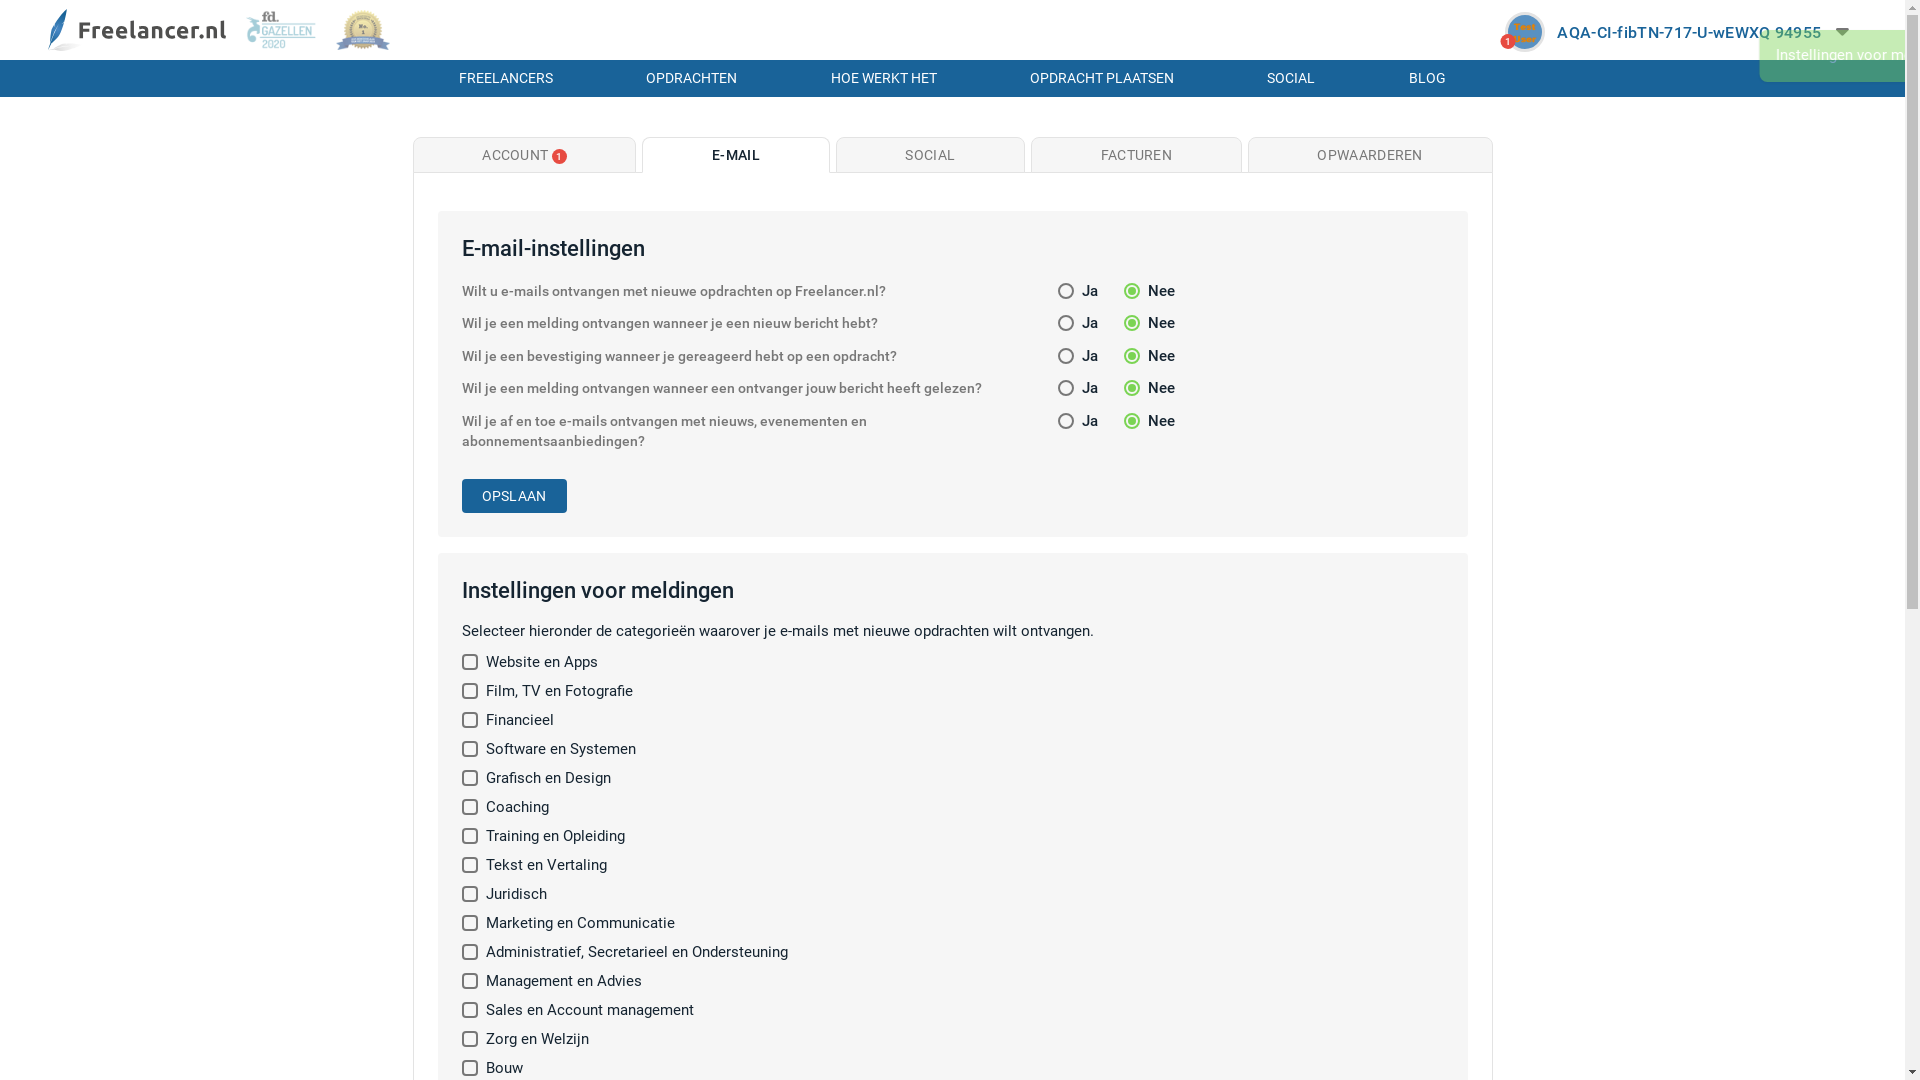 Freelancer.nl
fd.
GAZELLEN
2020
No.
1
1
AQA-CI-fibTN-717-U-wEWXQ 94955
Instellingen voor m
FREELANCERS
OPDRACHTEN
HOE WERKT HET
OPDRACHT PLAATSEN
SOCIAL
BLOG
ACCOUNT 1
E-MAIL
SOCIAL
FACTUREN
OPWAARDEREN
E-mail-instellingen
Wilt u e-mails ontvangen met nieuwe opdrachten op Freelancer.nl? Ja Nee
Wil je een melding ontvangen wanneer je een nieuw bericht hebt? Ja Nee
Wil je een bevestiging wanneer je gereageerd hebt op een opdracht? Ja Nee
Wil je een melding ontvangen wanneer een ontvanger jouw bericht heeft gelezen? Ja Nee
Wil je af en toe e-mails ontvangen met nieuws, evenementen en Ja Nee
abonnementsaanbiedingen?
OPSLAAN
Instellingen voor meldingen
Selecteer hieronder de categorieën waarover je e-mails met nieuwe opdrachten wilt ontvangen.
Website en Apps
Film, TV en Fotografie
Financieel
Software en Systemen
Grafisch en Design
Coaching
Training en Opleiding
Tekst en Vertaling
Juridisch
Marketing en Communicatie
Administratief, Secretarieel en Ondersteuning
Management en Advies
Sales en Account management
Zorg en Welzijn
Bouw